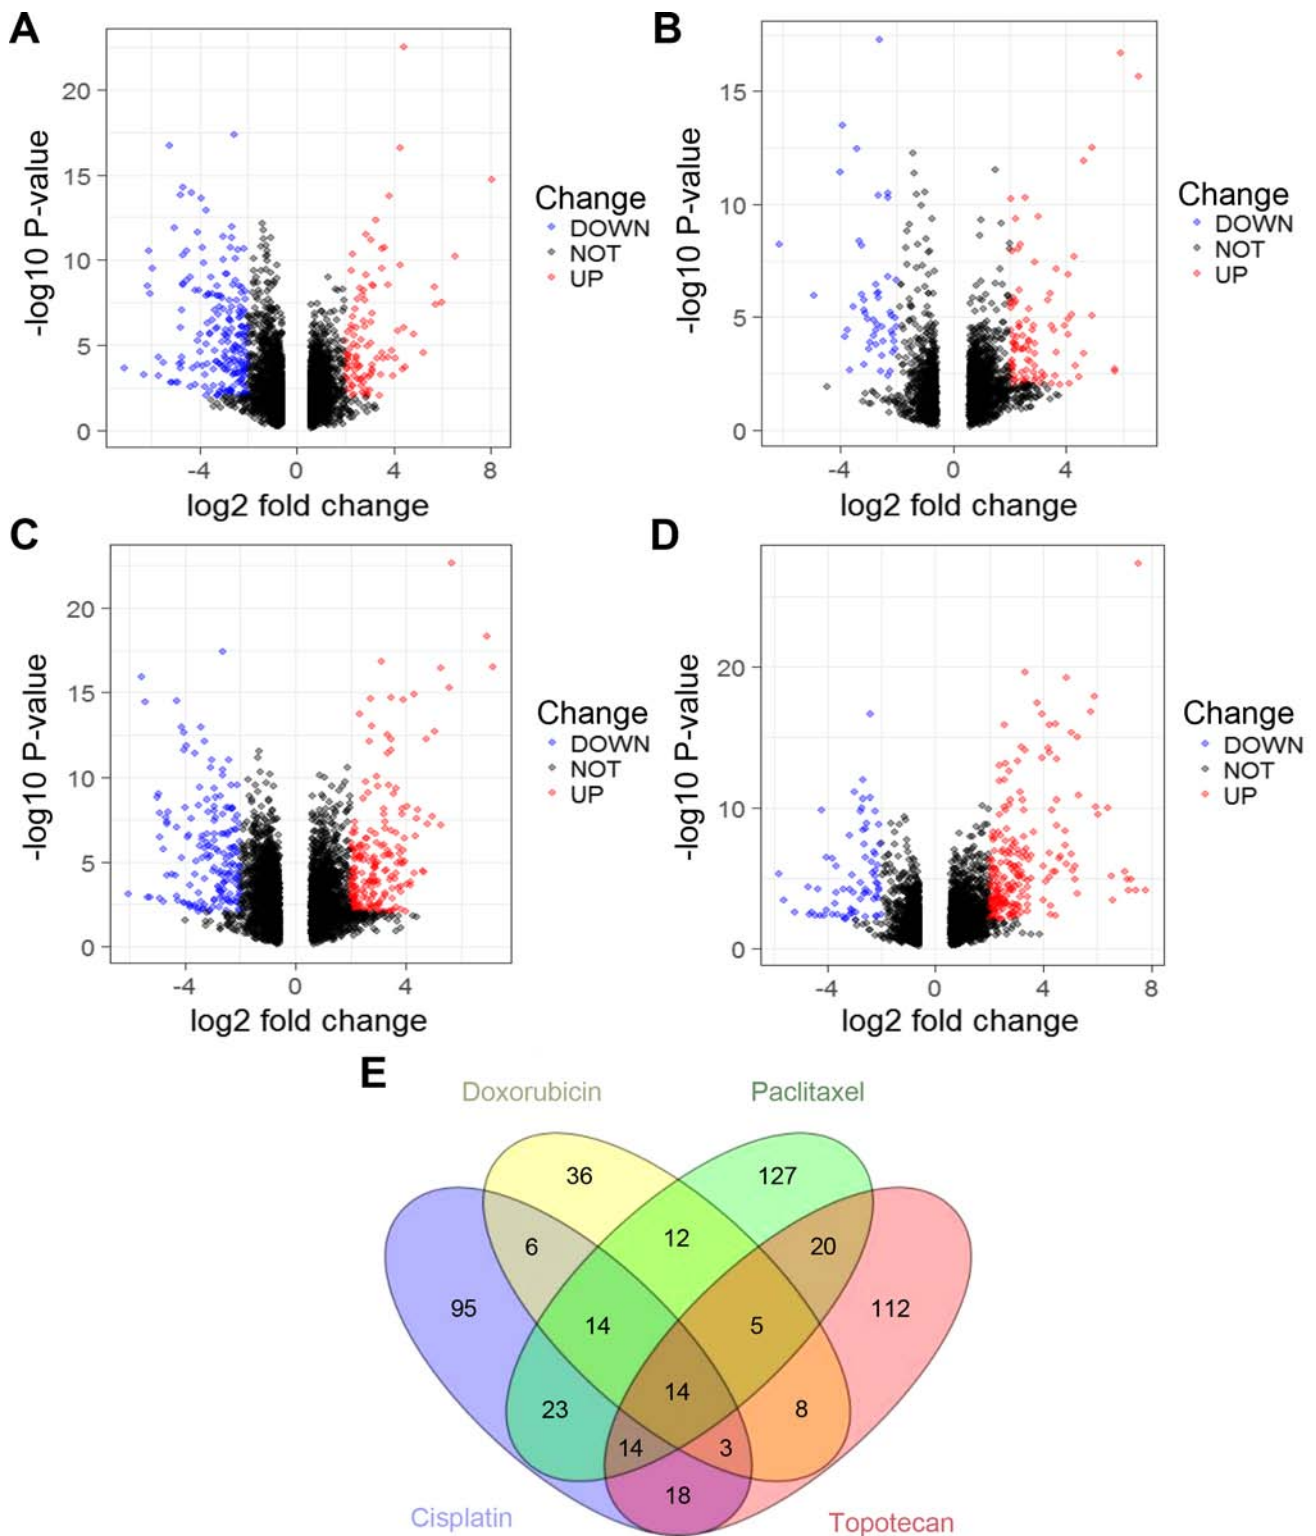 A
-log10 P-value
20
15
10
5
0
-4
0
4
8
log2 fold change
Change
DOWN
NOT
UP
B
-log10 P-value
15
10
5
0
-4
0
4
log2 fold change
Change
DOWN
NOT
UP
C
-log10 P-value
20
15
10
5
0
-4
0
4
log2 fold change
Change
DOWN
NOT
UP
D
-log10 P-value
20
10
0
-4
0
4
8
log2 fold change
Change
DOWN
NOT
UP
E
Doxorubicin
Paclitaxel
36
127
6
12
20
95
14
5
112
23
14
8
14
3
18
Cisplatin
Topotecan